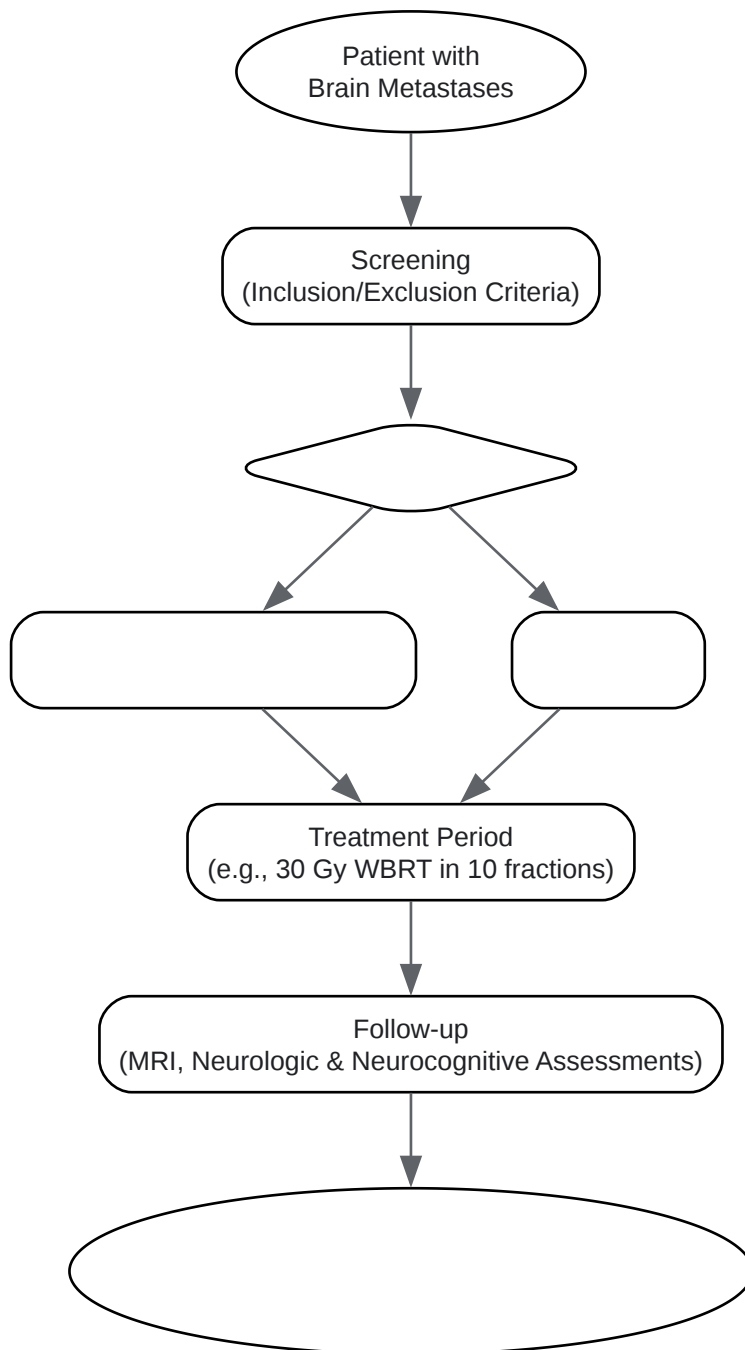 Patient with
Brain Metastases
Screening
(Inclusion/Exclusion Criteria)
Treatment Period
(e.g., 30 Gy WBRT in 10 fractions)
Follow-up
(MRI, Neurologic & Neurocognitive Assessments)